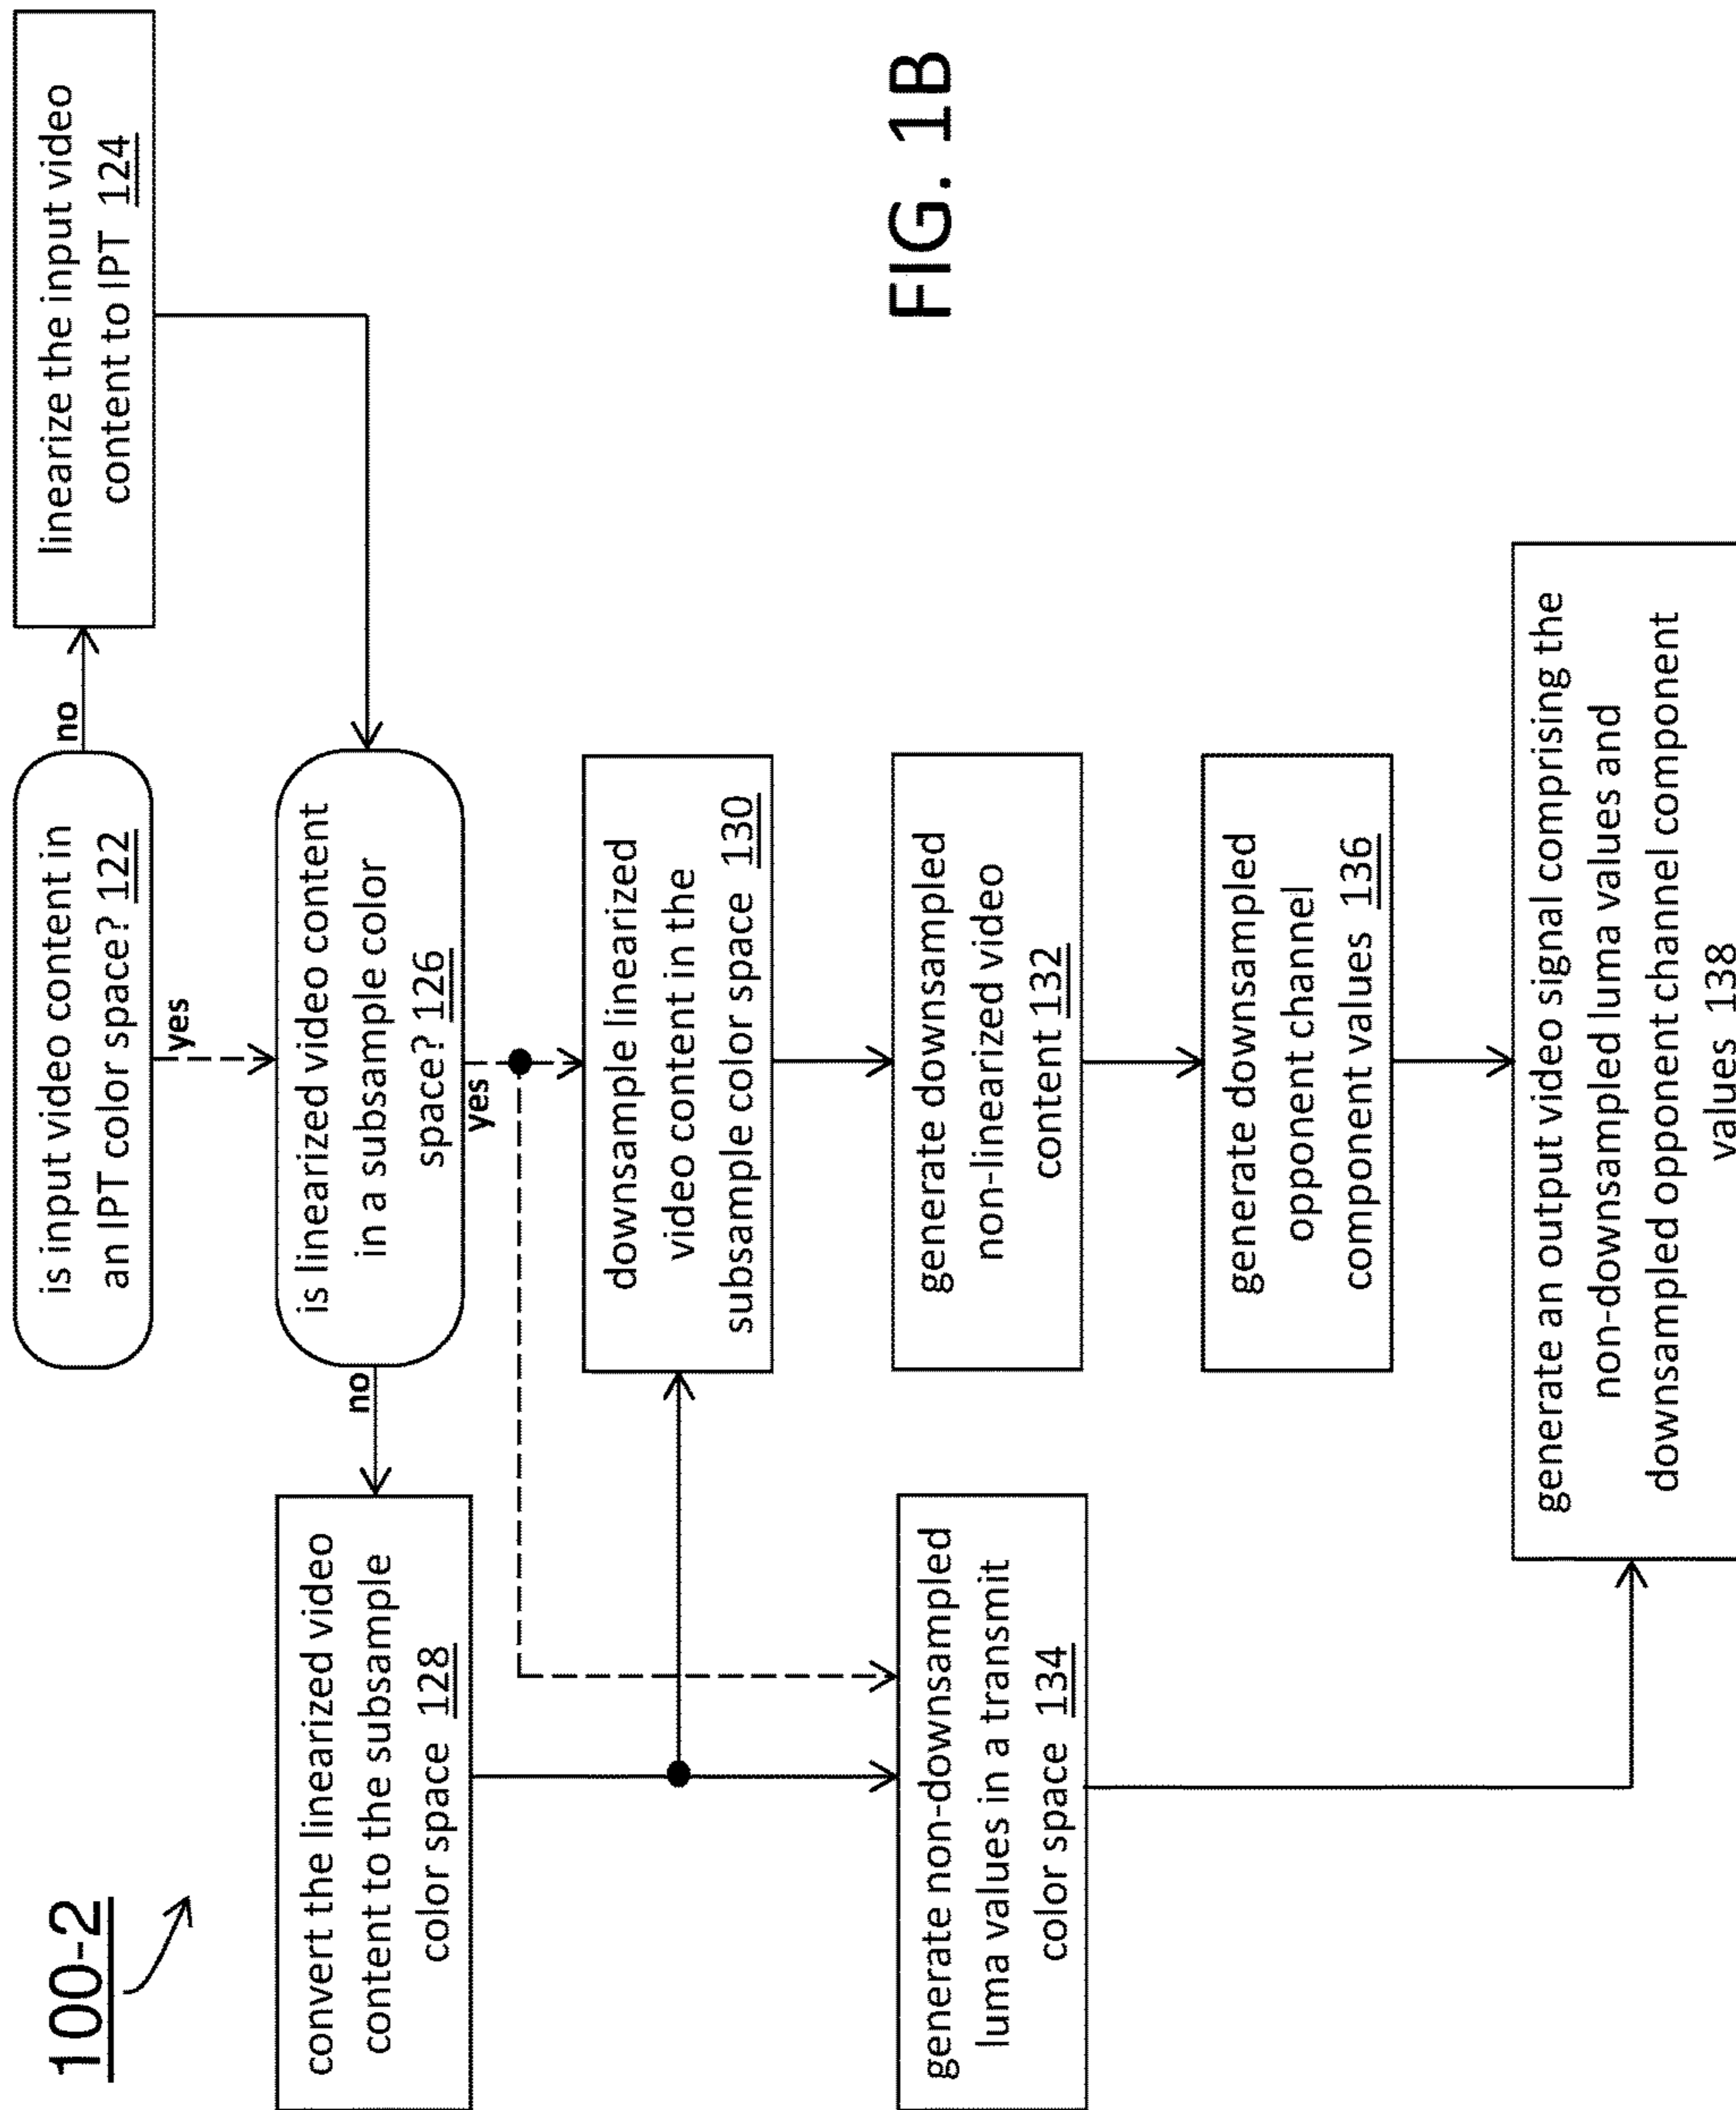 100-2
is input video content in
an IPT color space? 122
no
yes
linearize the input video
content to IPT 124
is linearized video content
in a subsample color
space? 126
no
yes
convert the linearized video
content to the subsample
color space 128
downsample linearized
video content in the
subsample color space 130
generate downsampled
non-linearized video
content 132
generate non-downsampled
luma values in a transmit
color space 134
generate downsampled
opponent channel
component values 136
generate an output video signal comprising the
non-downsampled luma values and
downsampled opponent channel component
values 138
FIG. 1B